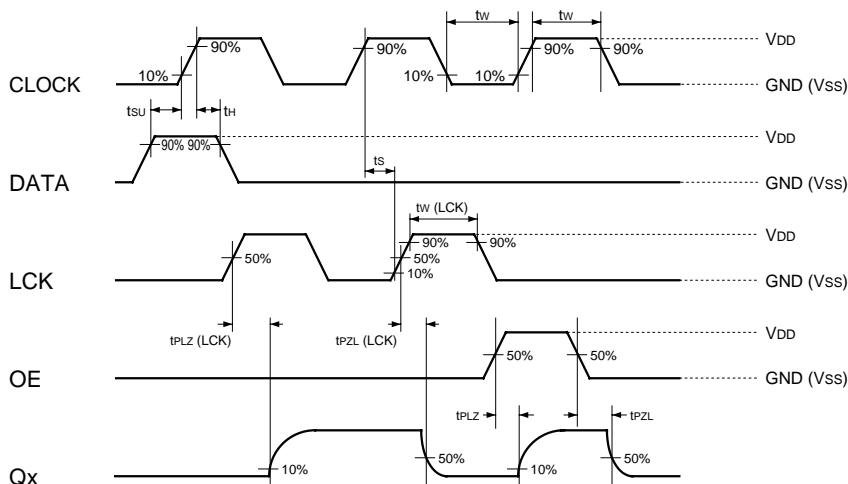 tW tW
VDD
90% 90% 90% 90%
10% 10% 10%
CLOCK GND (VSS)
tSU tH
VDD
90% 90%
tS
DATA GND (VSS)
tW (LCK)
VDD
90% 90%
50% 50%
10%
LCK GND (VSS)
tPLZ (LCK) tPZL (LCK)
VDD
50% 50%
OE GND (VSS)
tPLZ tPZL
10% 50% 10% 50%
Qx